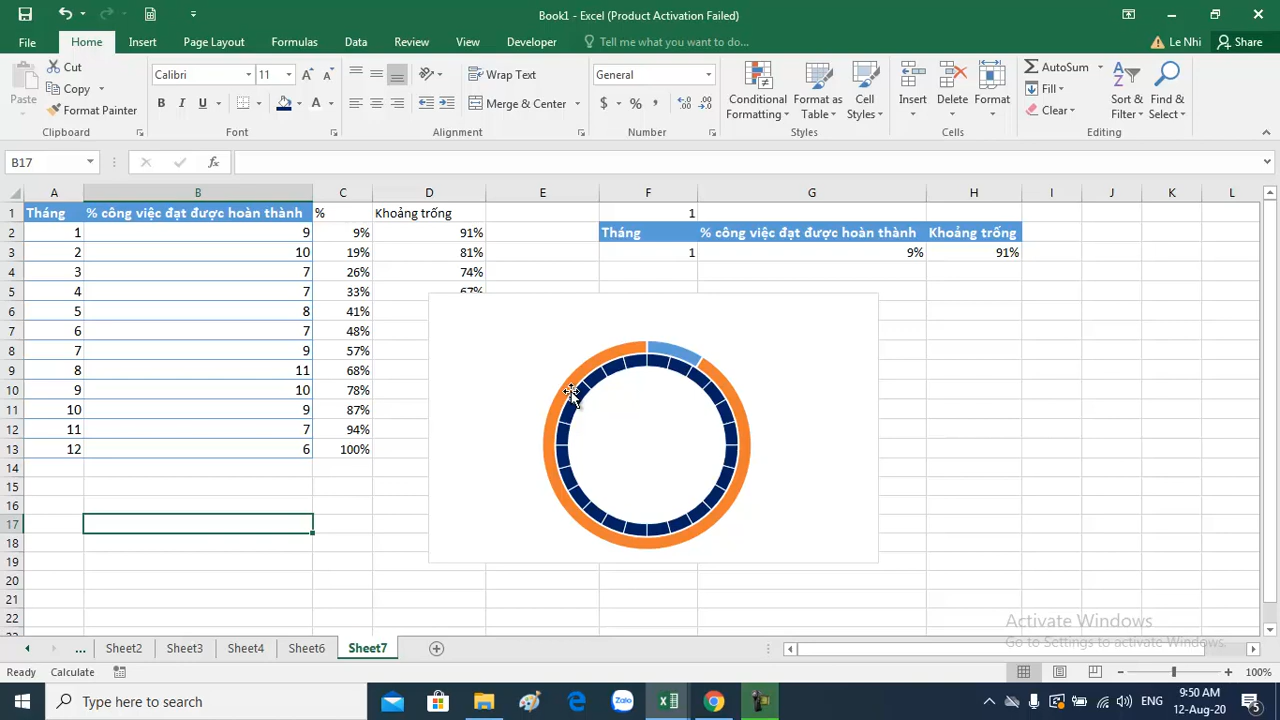 Book1 - Excel (Product Activation Failed)
File Home Insert Page Layout Formulas Data Review View Developer Tell me what you want to do... Le Nhi Share
Paste
Cut
Copy
Format Painter
Clipboard
Calibri 11
B I U
Font
Wrap Text
Merge & Center
Alignment
General
$ % ,
Number
Conditional Formatting
Format as Table
Cell Styles
Styles
Insert Delete Format
Cells
AutoSum
Fill
Clear
Sort & Filter
Find & Select
Editing
B17 fx
A B C D E F G H I J K L
1 Tháng % công việc đạt được hoàn thành % Khoảng trống 1
2 1 9 9% 91% Tháng % công việc đạt được hoàn thành Khoảng trống
3 2 10 19% 81% 1 9% 91%
4 3 7 26% 74%
5 4 7 33% 67%
6 5 8 41%
7 6 7 48%
8 7 9 57%
9 8 11 68%
10 9 10 78%
11 10 9 87%
12 11 7 94%
13 12 6 100%
14
15
16
17
18
19
20
21
22
Activate Windows
Go to Settings to activate Windows.
... Sheet2 Sheet3 Sheet4 Sheet7
Ready Calculate 100%
Type here to search
Zalo
ENG
9:50 AM
12-Aug-20
5